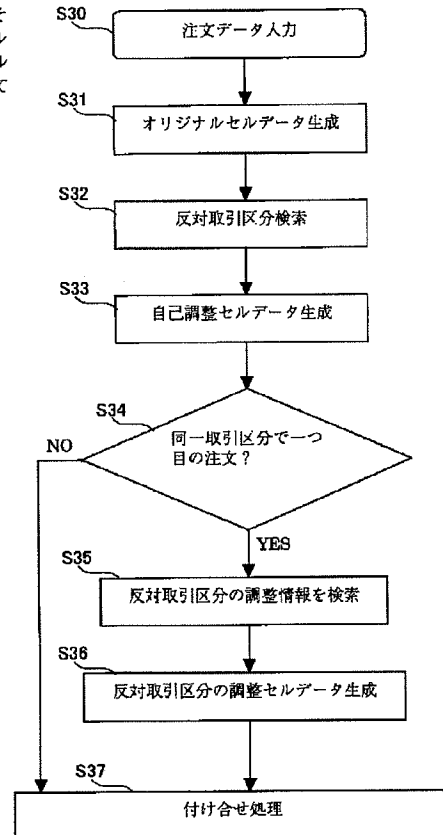 そ
ル
ル
て
S30
注文データ入力
S31
オリジナルセルデータ生成
S32
反対取引区分検索
S33
自己調整セルデータ生成
S34
同一取引区分で一つ
目の注文？
NO
YES
S35
反対取引区分の調整情報を検索
S36
反対取引区分の調整セルデータ生成
S37
付け合せ処理